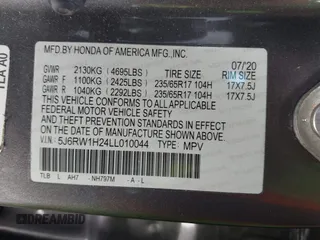 MFD.BY HONDA OF AMERICA MFG.,INC. 07/20
GVWR 2130KG (4695LBS) TIRE SIZE RIM SIZE
GAWR F 1100KG (2425LBS) 235/65R17 104H 17X7.5J
GAWR R 1040KG (2292LBS) 235/65R17 104H 17X7.5J
THIS VEHICLE CONFORMS TO ALL APPLICABLE
FEDERAL MOTOR VEHICLE SAFETY AND
BUMPER STANDARDS IN EFFECT ON THE DATE OF
MANUFACTURE SHOWN ABOVE.
V.I.N. 5J6RW1H24LL010044 TYPE: MPV
TLB L AH7 - NH797M - A - L
TEA A0
DREAMBID